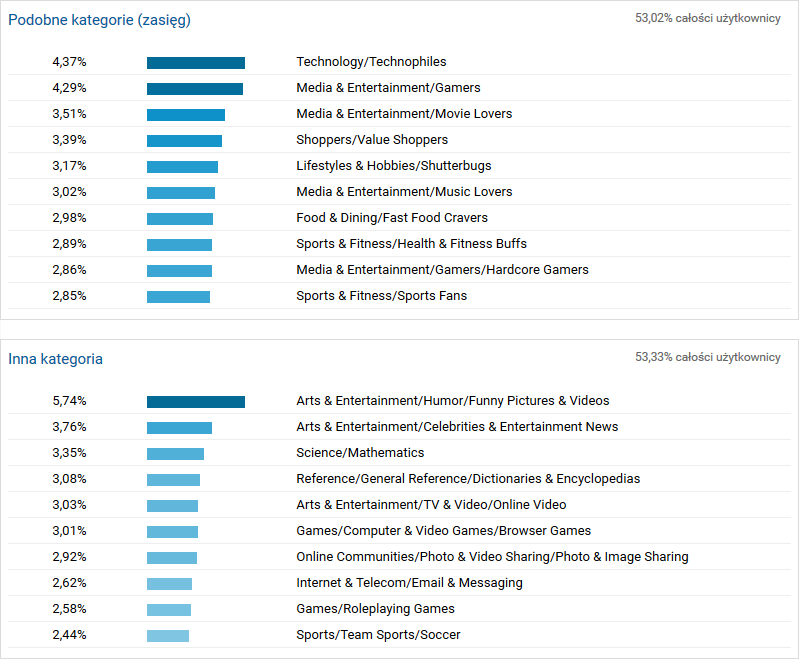 Podobne kategorie (zasięg) 53,02% całości użytkownicy
4,37% Technology/Technophiles
4,29% Media & Entertainment/Gamers
3,51% Media & Entertainment/Movie Lovers
3,39% Shoppers/Value Shoppers
3,17% Lifestyles & Hobbies/Shutterbugs
3,02% Media & Entertainment/Music Lovers
2,98% Food & Dining/Fast Food Cravers
2,89% Sports & Fitness/Health & Fitness Buffs
2,86% Media & Entertainment/Gamers/Hardcore Gamers
2,85% Sports & Fitness/Sports Fans
Inna kategoria 53,33% całości użytkownicy
5,74% Arts & Entertainment/Humor/Funny Pictures & Videos
3,76% Arts & Entertainment/Celebrities & Entertainment News
3,35% Science/Mathematics
3,08% Reference/General Reference/Dictionaries & Encyclopedias
3,03% Arts & Entertainment/TV & Video/Online Video
3,01% Games/Computer & Video Games/Browser Games
2,92% Online Communities/Photo & Video Sharing/Photo & Image Sharing
2,62% Internet & Telecom/Email & Messaging
2,58% Games/Roleplaying Games
2,44% Sports/Team Sports/Soccer